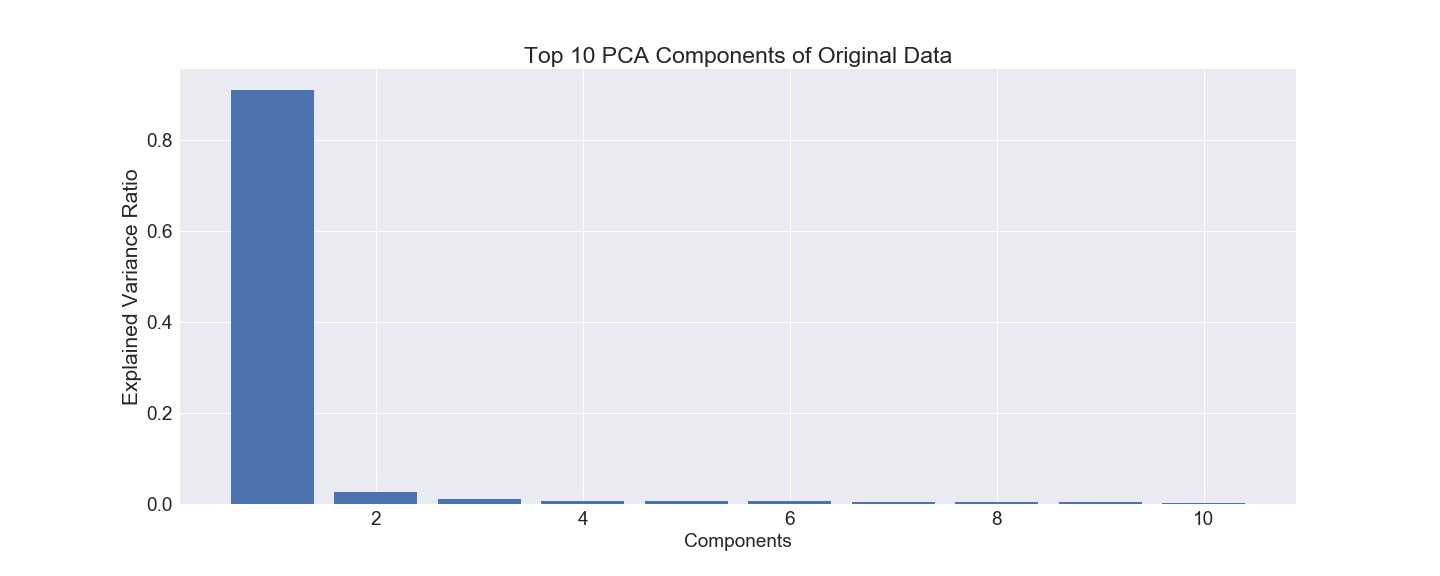 Top 10 PCA Components of Original Data
Explained Variance Ratio
0.8
0.6
0.4
0.2
0.0
2 4 6 8 10
Components